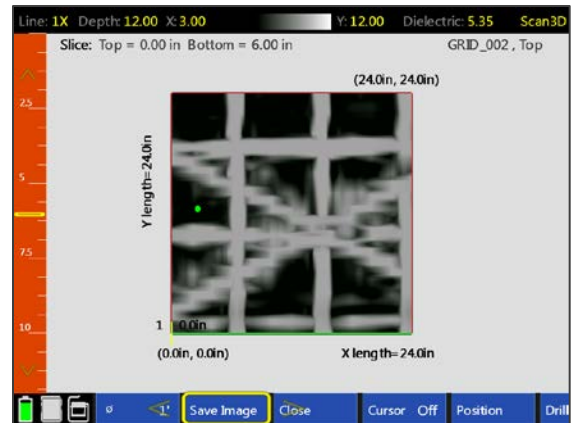 Line: 1X Depth: 12.00 X: 3.00 Y: 12.00 Dielectric: 5.35 Scan3D
Slice: Top = 0.00 in Bottom = 6.00 in GRID_002 , Top
(24.0in, 24.0in)
2.5
Y length=24.0in
5
7.5
10
1 0.0in
(0.0in, 0.0in) X length=24.0in
ø 1" Save Image Close Cursor Off Position Drill